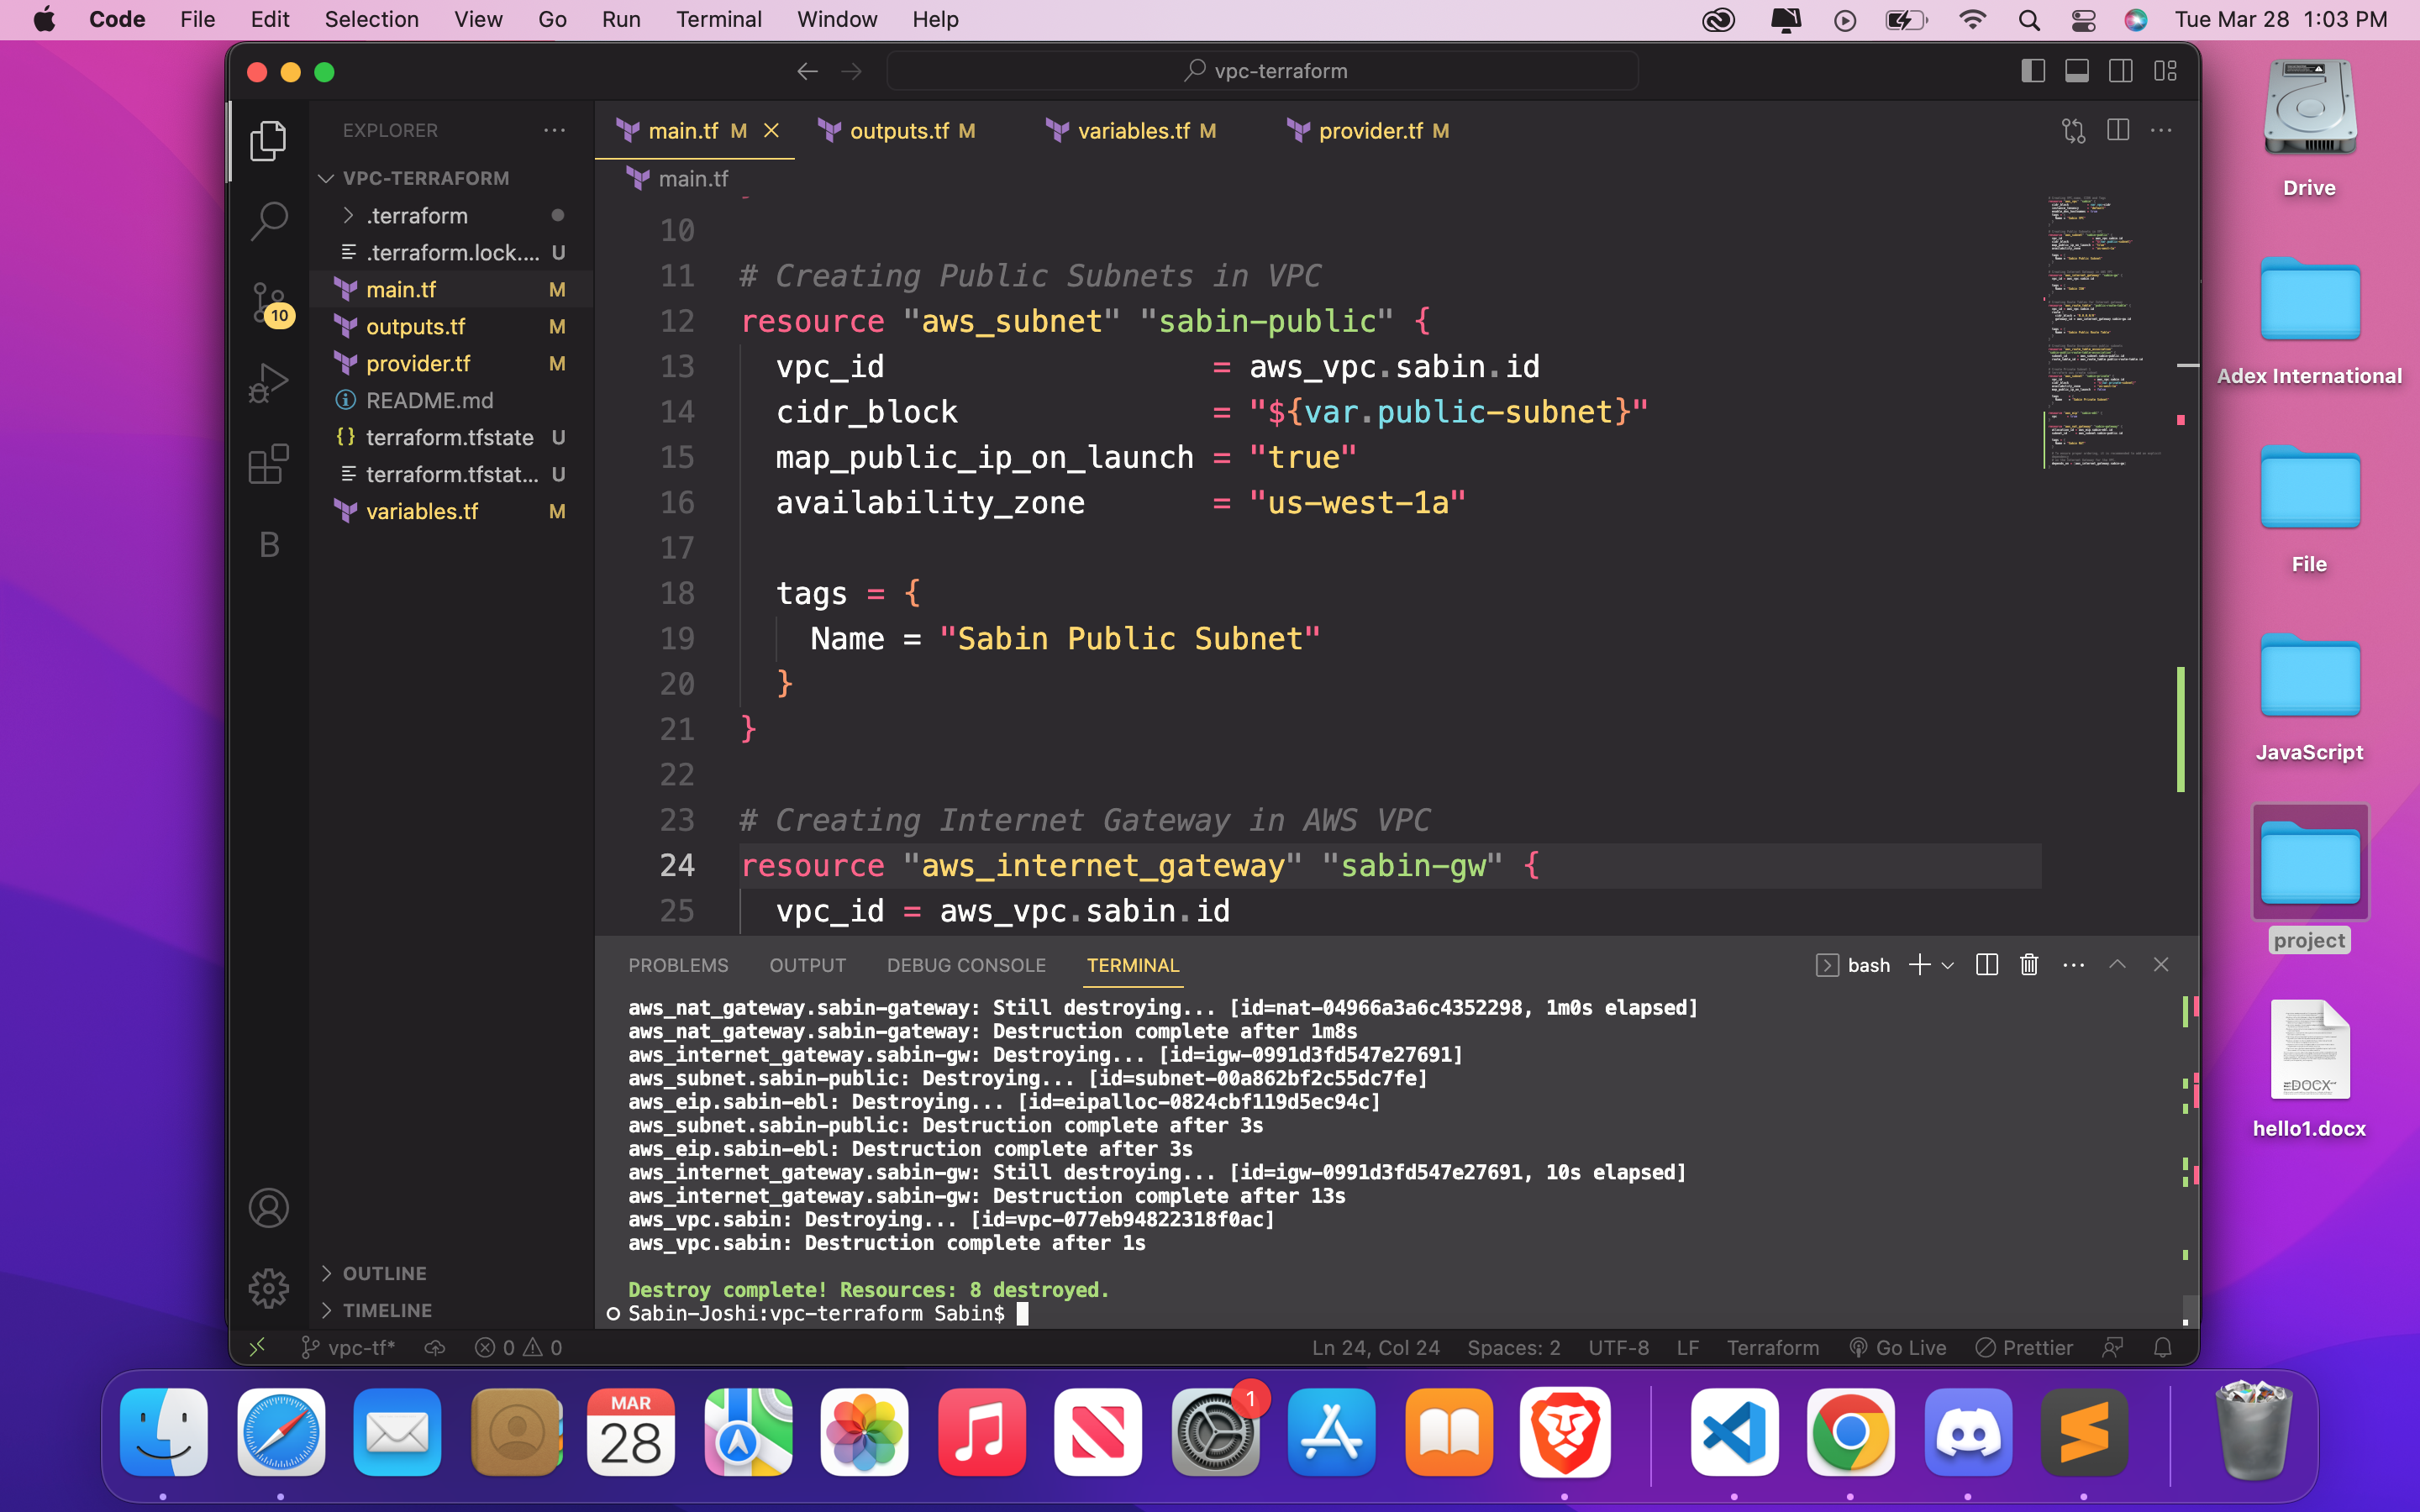 Code File Edit Selection View Go Run Terminal Window Help Tue Mar 28 1:03 PM
vpc-terraform
EXPLORER ...
VPC-TERRAFORM
.terraform
.terraform.lock.... U
main.tf M
outputs.tf M
provider.tf M
README.md
terraform.tfstate U
terraform.tfstat... U
variables.tf M
10
B
OUTLINE
TIMELINE
main.tf M outputs.tf M variables.tf M provider.tf M
main.tf
10
11 # Creating Public Subnets in VPC
12 resource "aws_subnet" "sabin-public" {
13 vpc_id = aws_vpc.sabin.id
14 cidr_block = "${var.public-subnet}"
15 map_public_ip_on_launch = "true"
16 availability_zone = "us-west-1a"
17
18 tags = {
19 Name = "Sabin Public Subnet"
20 }
21 }
22
23 # Creating Internet Gateway in AWS VPC
24 resource "aws_internet_gateway" "sabin-gw" {
25 vpc_id = aws_vpc.sabin.id
PROBLEMS OUTPUT DEBUG CONSOLE TERMINAL bash
aws_nat_gateway.sabin-gateway: Still destroying... [id=nat-04966a3a6c4352298, 1m0s elapsed]
aws_nat_gateway.sabin-gateway: Destruction complete after 1m8s
aws_internet_gateway.sabin-gw: Destroying... [id=igw-0991d3fd547e27691]
aws_subnet.sabin-public: Destroying... [id=subnet-00a862bf2c55dc7fe]
aws_eip.sabin-ebl: Destroying... [id=eipalloc-0824cbf119d5ec94c]
aws_subnet.sabin-public: Destruction complete after 3s
aws_eip.sabin-ebl: Destruction complete after 3s
aws_internet_gateway.sabin-gw: Still destroying... [id=igw-0991d3fd547e27691, 10s elapsed]
aws_internet_gateway.sabin-gw: Destruction complete after 13s
aws_vpc.sabin: Destroying... [id=vpc-077eb94822318f0ac]
aws_vpc.sabin: Destruction complete after 1s
Destroy complete! Resources: 8 destroyed.
Sabin-Joshi:vpc-terraform Sabin$
vpc-tf* 0 0 Ln 24, Col 24 Spaces: 2 UTF-8 LF Terraform Go Live Prettier
Drive
Adex International
File
JavaScript
project
DOCX
hello1.docx
MAR
28
1